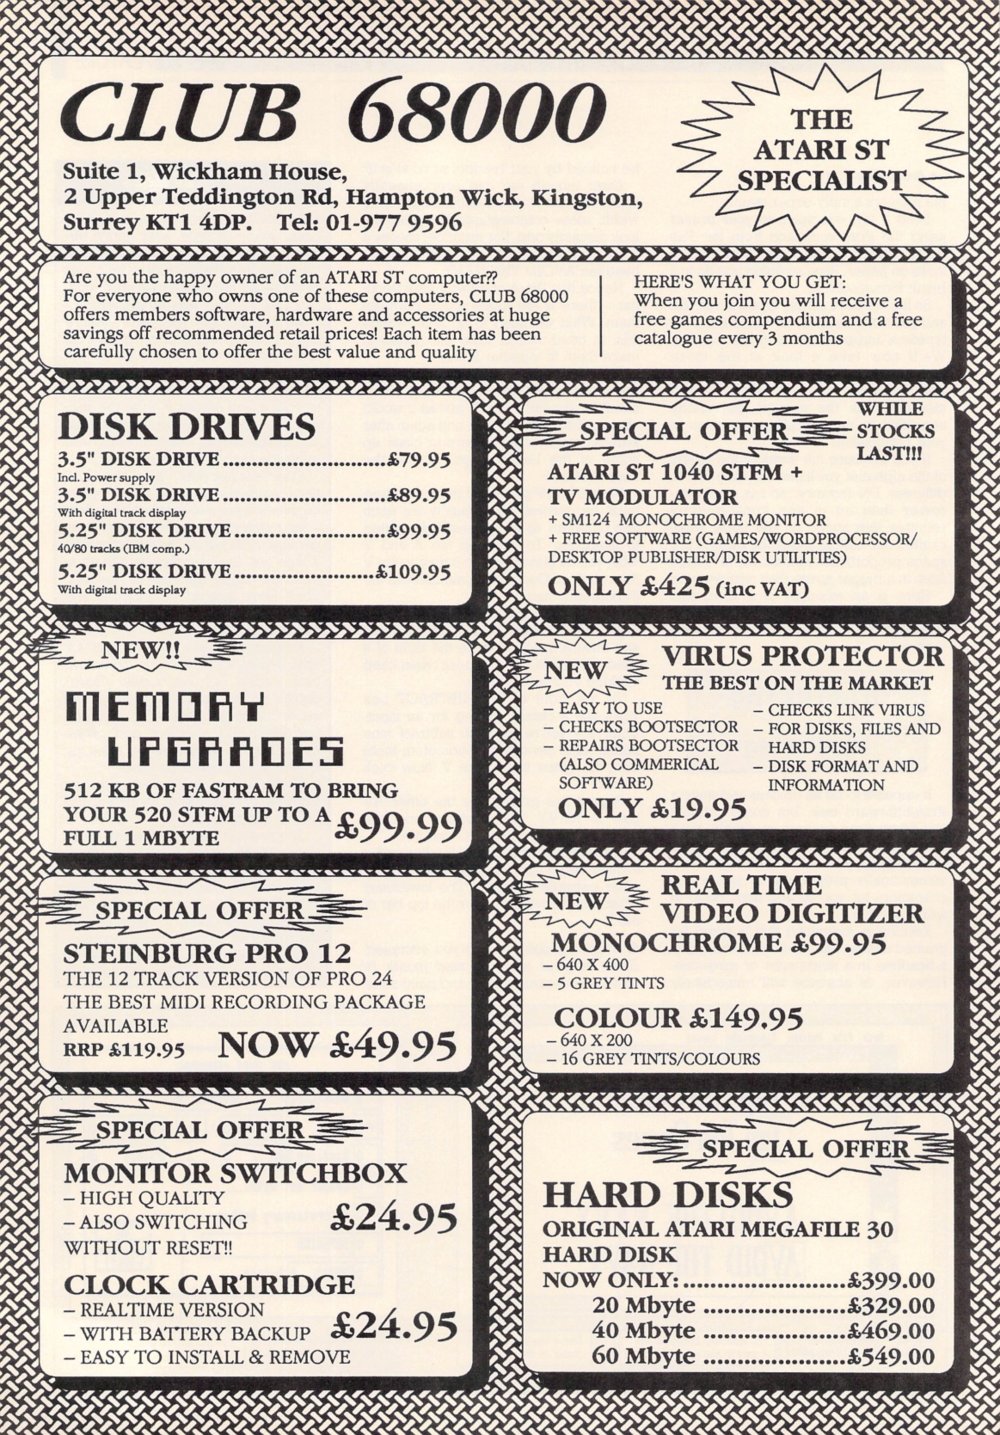 CLUB 68000
Suite 1, Wickham House,
2 Upper Teddington Rd, Hampton Wick, Kingston,
Surrey KT1 4DP. Tel: 01-977 9596
THE
ATARI ST
SPECIALIST
Are you the happy owner of an ATARI ST computer??
For everyone who owns one of these computers, CLUB 68000
offers members software, hardware and accessories at huge
savings off recommended retail prices! Each item has been
carefully chosen to offer the best value and quality
HERE'S WHAT YOU GET:
When you join you will receive a
free games compendium and a free
catalogue every 3 months
DISK DRIVES
3.5" DISK DRIVE............................£79.95
Incl. Power supply
3.5" DISK DRIVE............................£89.95
With digital track display
5.25" DISK DRIVE..........................£99.95
40/80 tracks (IBM comp.)
5.25" DISK DRIVE........................£109.95
With digital track display
SPECIAL OFFER
WHILE
STOCKS
LAST!!!
ATARI ST 1040 STFM +
TV MODULATOR
+ SM124 MONOCHROME MONITOR
+ FREE SOFTWARE (GAMES/WORDPROCESSOR/
DESKTOP PUBLISHER/DISK UTILITIES)
ONLY £425 (inc VAT)
NEW!!
MEMORY
UPGRADES
512 KB OF FASTRAM TO BRING
YOUR 520 STFM UP TO A
FULL 1 MBYTE
£99.99
NEW
VIRUS PROTECTOR
THE BEST ON THE MARKET
– EASY TO USE
– CHECKS BOOTSECTOR
– REPAIRS BOOTSECTOR
(ALSO COMMERICAL
SOFTWARE)
– CHECKS LINK VIRUS
– FOR DISKS, FILES AND
HARD DISKS
– DISK FORMAT AND
INFORMATION
ONLY £19.95
SPECIAL OFFER
STEINBURG PRO 12
THE 12 TRACK VERSION OF PRO 24
THE BEST MIDI RECORDING PACKAGE
AVAILABLE
RRP £119.95 NOW £49.95
NEW
REAL TIME
VIDEO DIGITIZER
MONOCHROME £99.95
– 640 X 400
– 5 GREY TINTS
COLOUR £149.95
– 640 X 200
– 16 GREY TINTS/COLOURS
SPECIAL OFFER
MONITOR SWITCHBOX
– HIGH QUALITY
– ALSO SWITCHING
WITHOUT RESET!!
£24.95
CLOCK CARTRIDGE
– REALTIME VERSION
– WITH BATTERY BACKUP
– EASY TO INSTALL & REMOVE
£24.95
SPECIAL OFFER
HARD DISKS
ORIGINAL ATARI MEGAFILE 30
HARD DISK
NOW ONLY:............................£399.00
20 Mbyte ........................£329.00
40 Mbyte ........................£469.00
60 Mbyte ........................£549.00